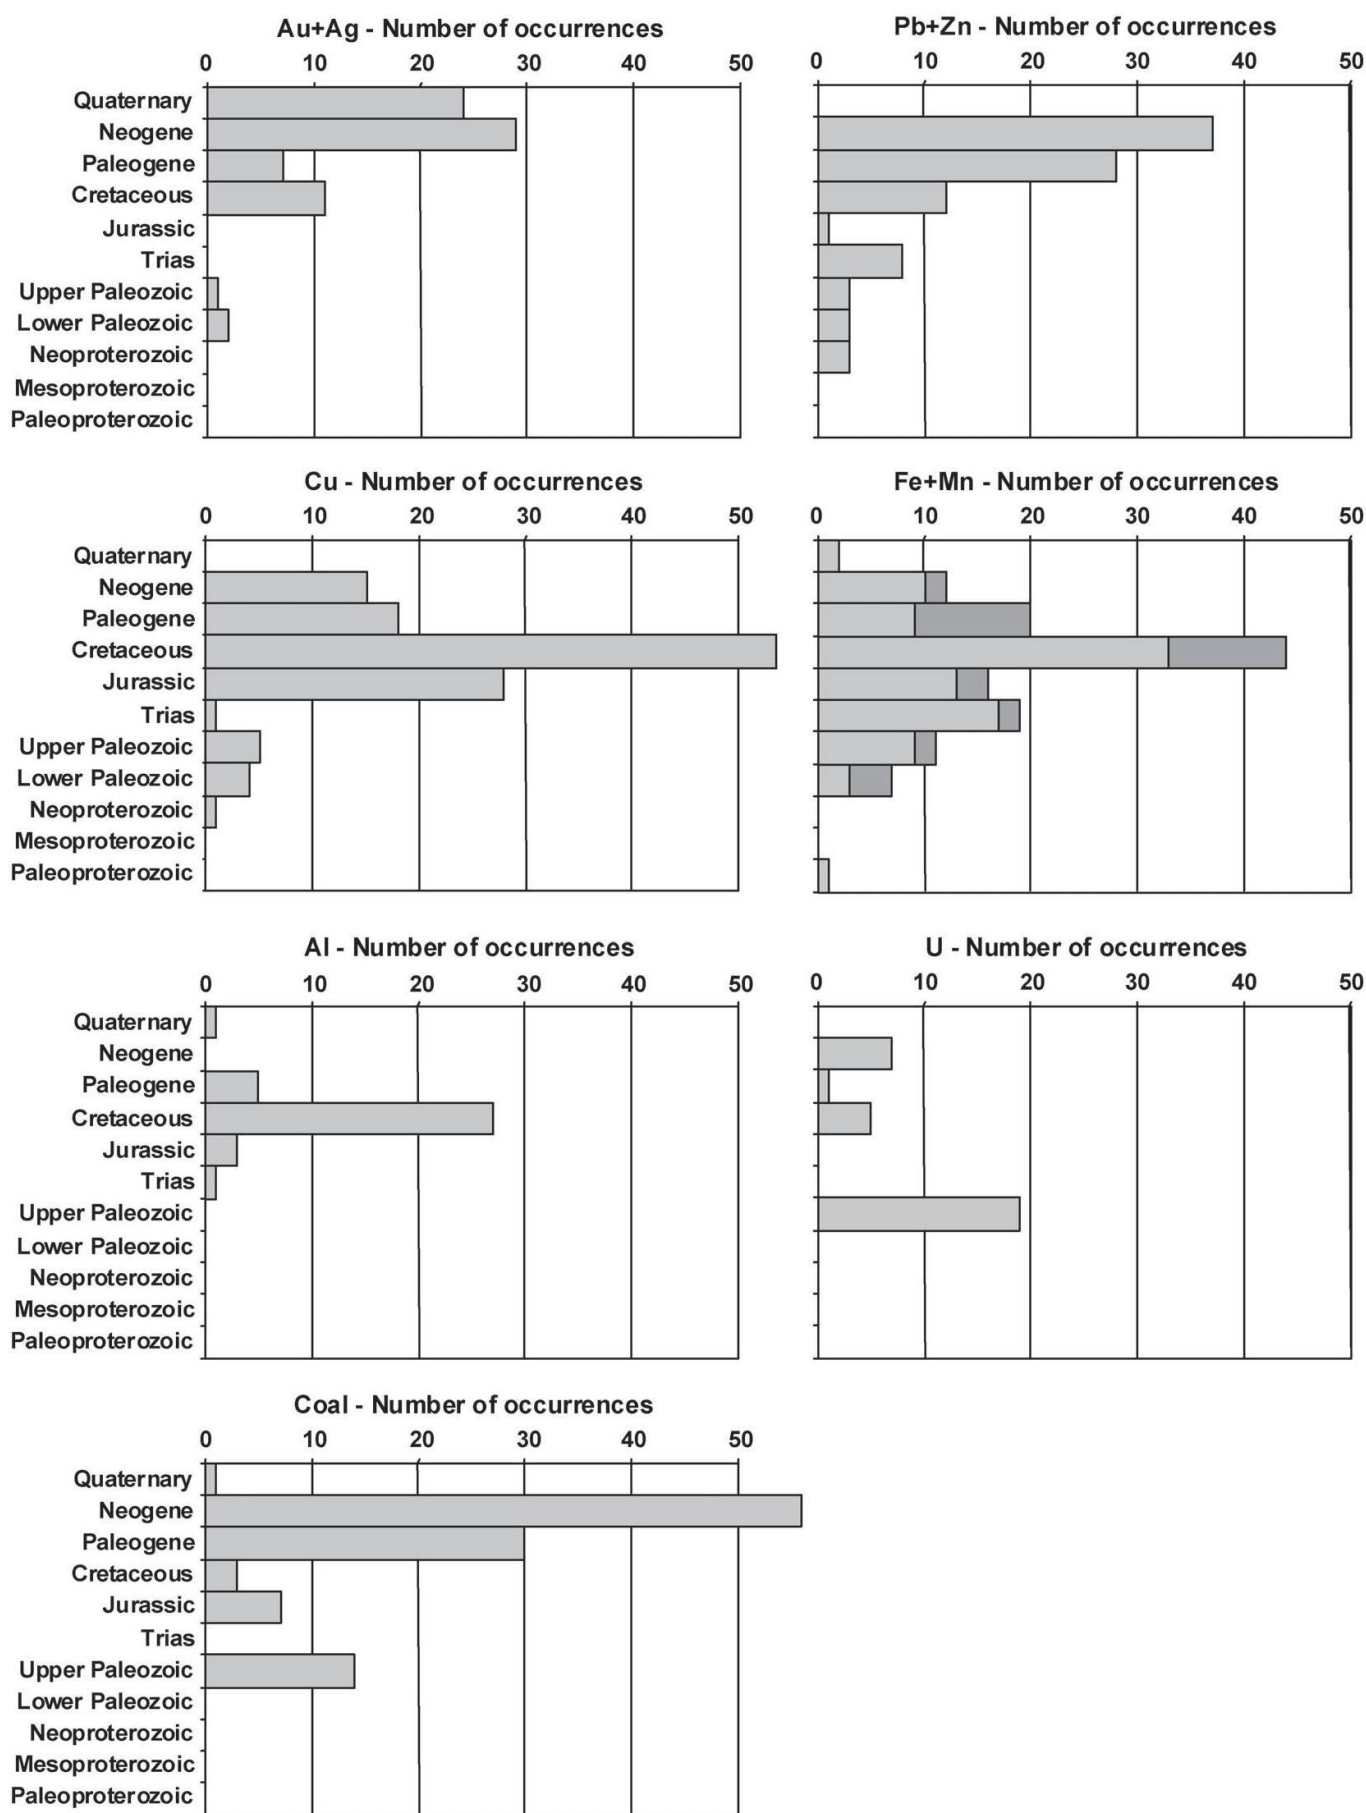 Au+Ag - Number of occurrences
0 10 20 30 40 50
Quaternary
Neogene
Paleogene
Cretaceous
Jurassic
Trias
Upper Paleozoic
Lower Paleozoic
Neoproterozoic
Mesoproterozoic
Paleoproterozoic
Pb+Zn - Number of occurrences
0 10 20 30 40 50
Cu - Number of occurrences
0 10 20 30 40 50
Quaternary
Neogene
Paleogene
Cretaceous
Jurassic
Trias
Upper Paleozoic
Lower Paleozoic
Neoproterozoic
Mesoproterozoic
Paleoproterozoic
Fe+Mn - Number of occurrences
0 10 20 30 40 50
Al - Number of occurrences
0 10 20 30 40 50
Quaternary
Neogene
Paleogene
Cretaceous
Jurassic
Trias
Upper Paleozoic
Lower Paleozoic
Neoproterozoic
Mesoproterozoic
Paleoproterozoic
U - Number of occurrences
0 10 20 30 40 50
Coal - Number of occurrences
0 10 20 30 40 50
Quaternary
Neogene
Paleogene
Cretaceous
Jurassic
Trias
Upper Paleozoic
Lower Paleozoic
Neoproterozoic
Mesoproterozoic
Paleoproterozoic